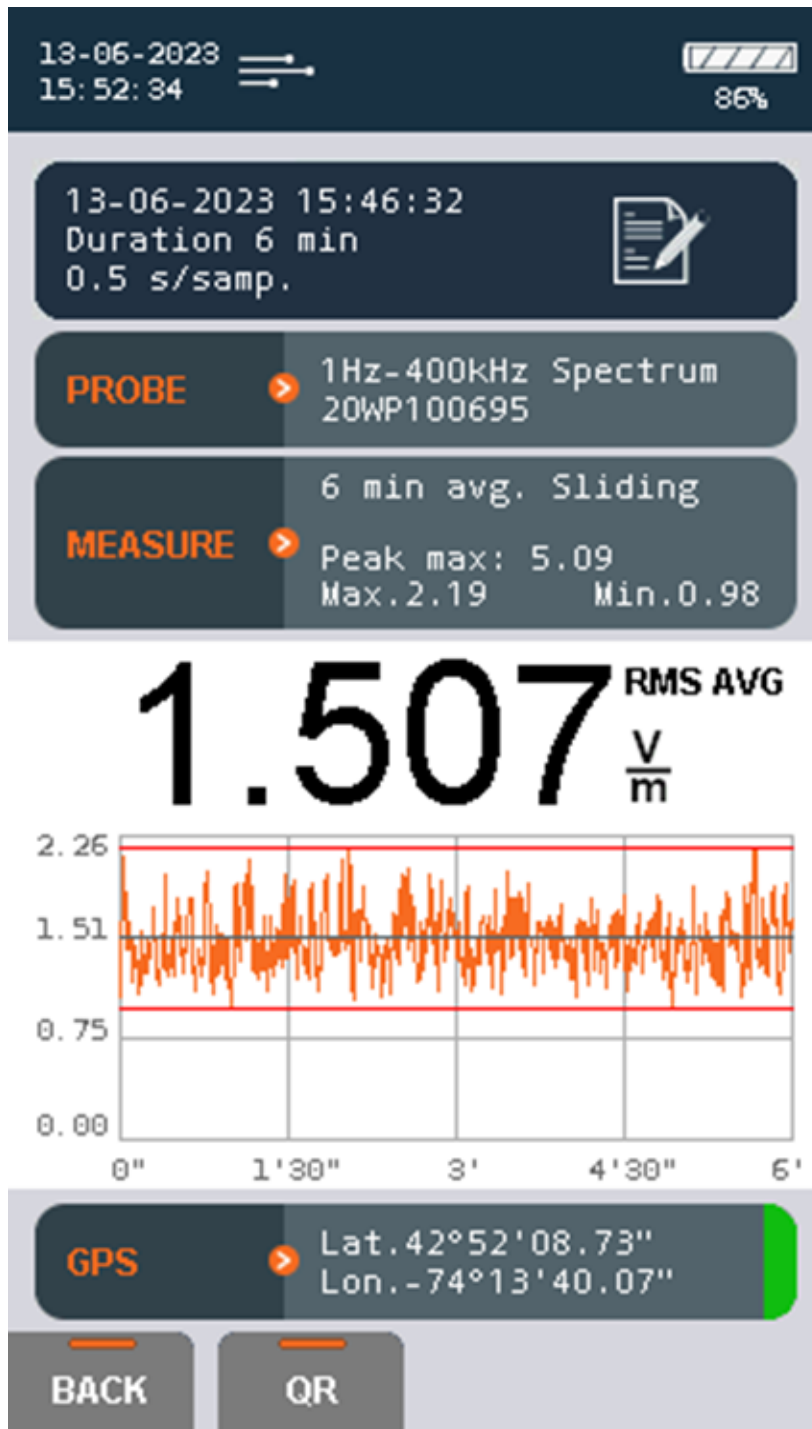 13-06-2023
15:52:34
86%
13-06-2023 15:46:32
Duration 6 min
0.5 s/samp.
PROBE
1Hz-400kHz Spectrum
20WP100695
MEASURE
6 min avg. Sliding
Peak max: 5.09
Max.2.19 Min.0.98
1.507 RMS AVG
V
m
2.26
1.51
0.75
0.00
0" 1'30" 3' 4'30" 6'
GPS
Lat.42°52'08.73"
Lon.-74°13'40.07"
BACK QR